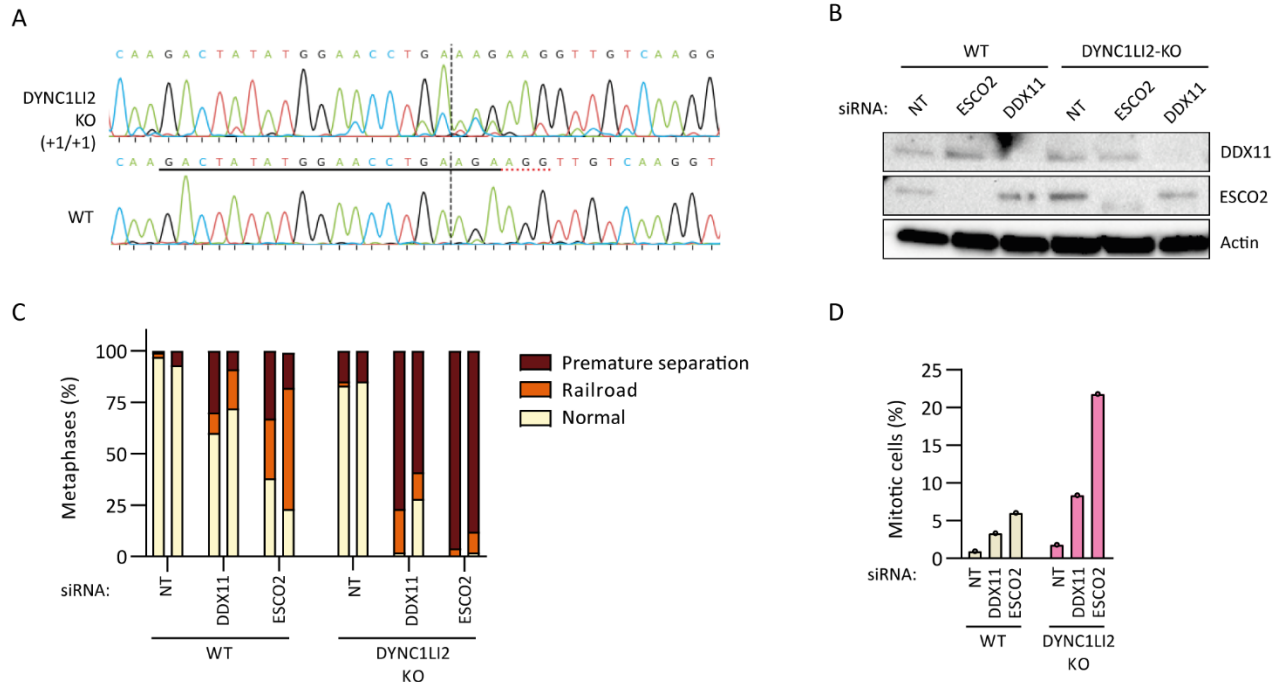 A
C A A G A C T A T A T G G A A C C T G A A A G A A G G T T G T C A A G G
DYNC1LI2
KO
(+1/+1)
C A A G A C T A T A T G G A A C C T G A A G A A G G T T G T C A A G G T
WT
B
WT DYNC1LI2-KO
siRNA: NT ESCO2 DDX11 NT ESCO2 DDX11
DDX11
ESCO2
Actin
C
Metaphases (%)
100
75
50
25
0
siRNA: NT DDX11 ESCO2 NT DDX11 ESCO2
WT DYNC1LI2
KO
Premature separation
Railroad
Normal
D
Mitotic cells (%)
25
20
15
10
5
0
siRNA: NT DDX11 ESCO2 NT DDX11 ESCO2
WT DYNC1LI2
KO